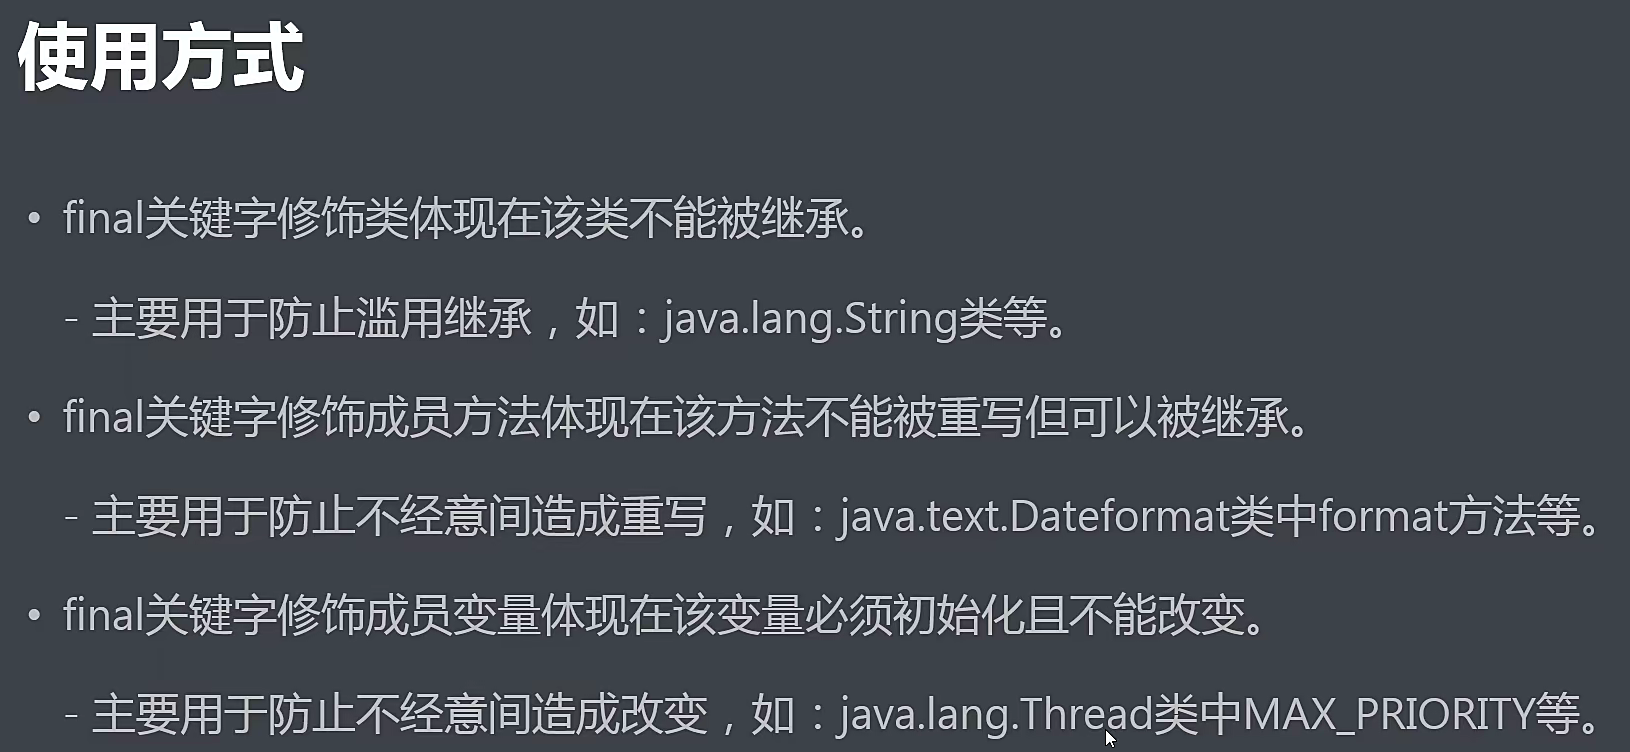 使用方式
• final关键字修饰类体现在该类不能被继承。
- 主要用于防止滥用继承，如：java.lang.String类等。
• final关键字修饰成员方法体现在该方法不能被重写但可以被继承。
- 主要用于防止不经意间造成重写，如：java.text.Dateformat类中format方法等。
• final关键字修饰成员变量体现在该变量必须初始化且不能改变。
- 主要用于防止不经意间造成改变，如：java.lang.Thread类中MAX_PRIORITY等。